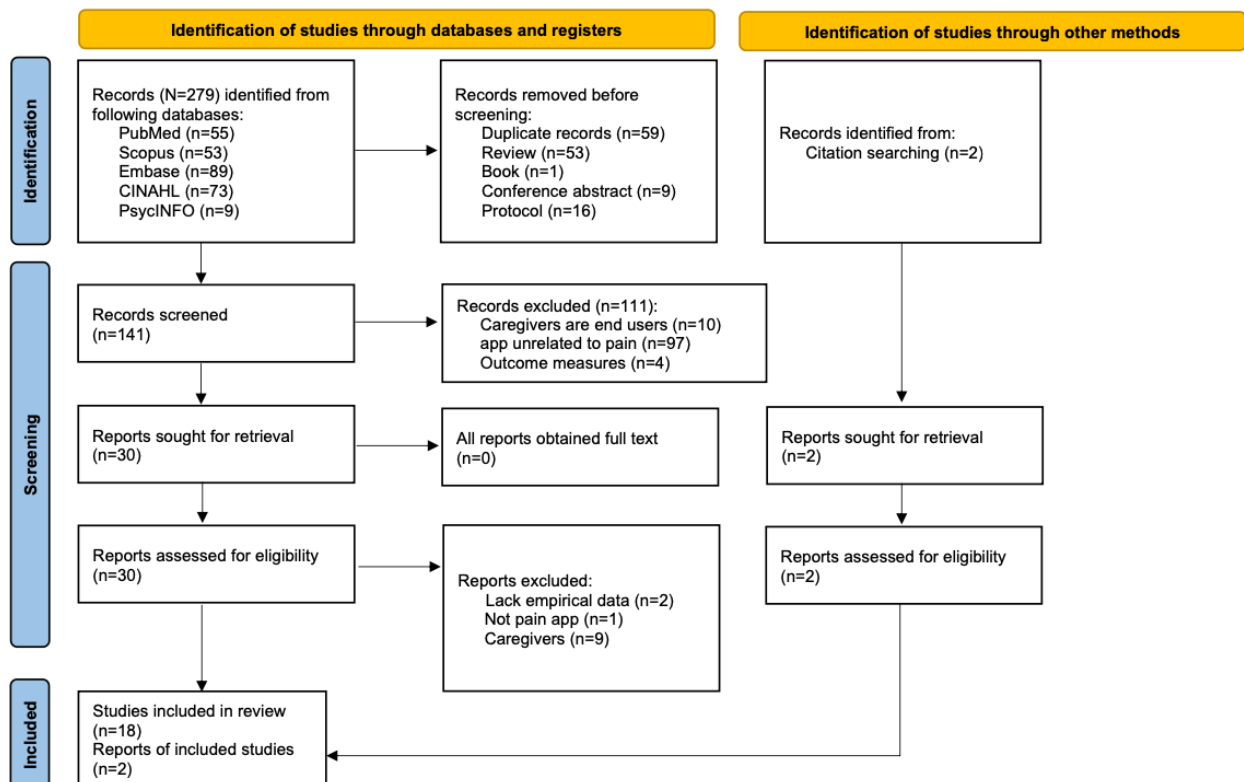 Identification of studies through databases and registers
Identification of studies through other methods
Identification
Records (N=279) identified from
following databases:
PubMed (n=55)
Scopus (n=53)
Embase (n=89)
CINAHL (n=73)
PsycINFO (n=9)
Records removed before
screening:
Duplicate records (n=59)
Review (n=53)
Book (n=1)
Conference abstract (n=9)
Protocol (n=16)
Records identified from:
Citation searching (n=2)
Screening
Records screened
(n=141)
Records excluded (n=111):
Caregivers are end users (n=10)
app unrelated to pain (n=97)
Outcome measures (n=4)
Reports sought for retrieval
(n=30)
All reports obtained full text
(n=0)
Reports sought for retrieval
(n=2)
Reports assessed for eligibility
(n=30)
Reports excluded:
Lack empirical data (n=2)
Not pain app (n=1)
Caregivers (n=9)
Reports assessed for eligibility
(n=2)
Included
Studies included in review
(n=18)
Reports of included studies
(n=2)